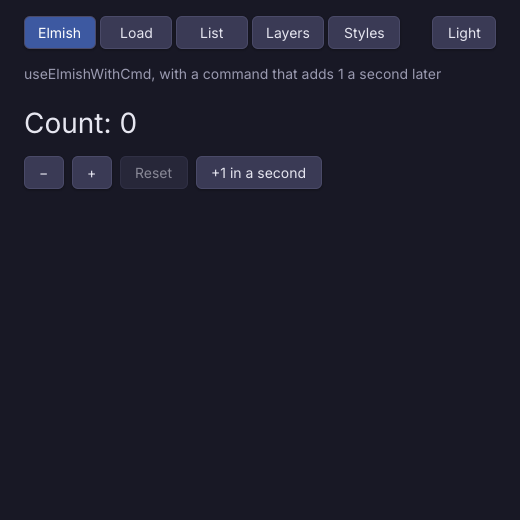 Elmish Load List Layers Styles Light
useElmishWithCmd, with a command that adds 1 a second later
Count: 0
− + Reset +1 in a second